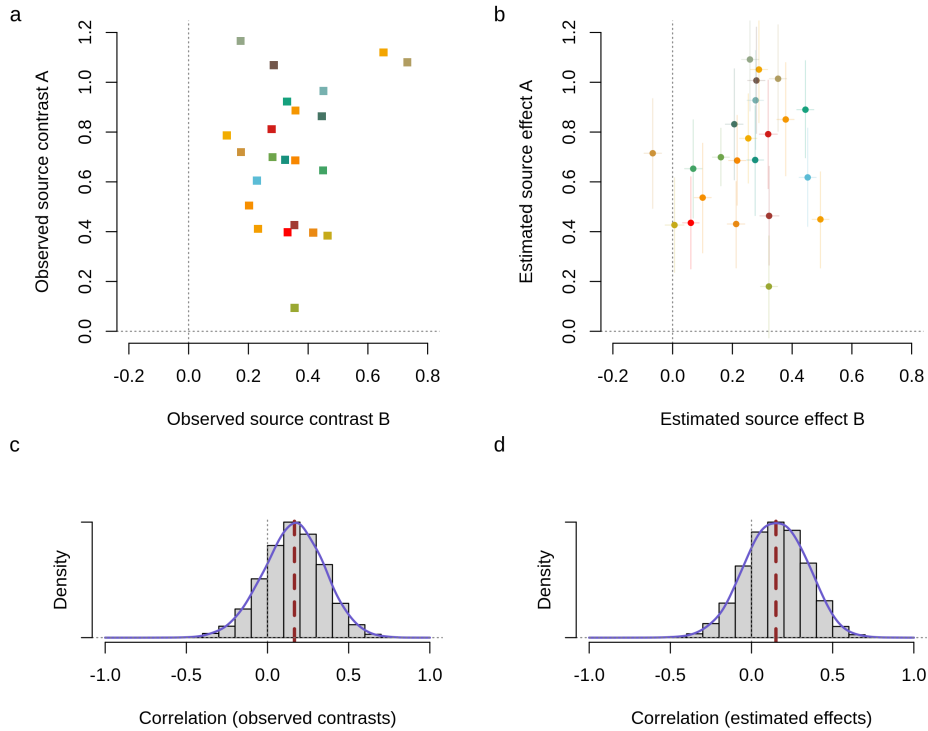 a
Observed source contrast A
0.0 0.2 0.4 0.6 0.8 1.0 1.2
-0.2 0.0 0.2 0.4 0.6 0.8
Observed source contrast B
b
Estimated source effect A
0.0 0.2 0.4 0.6 0.8 1.0 1.2
-0.2 0.0 0.2 0.4 0.6 0.8
Estimated source effect B
c
Density
-1.0 -0.5 0.0 0.5 1.0
Correlation (observed contrasts)
d
Density
-1.0 -0.5 0.0 0.5 1.0
Correlation (estimated effects)